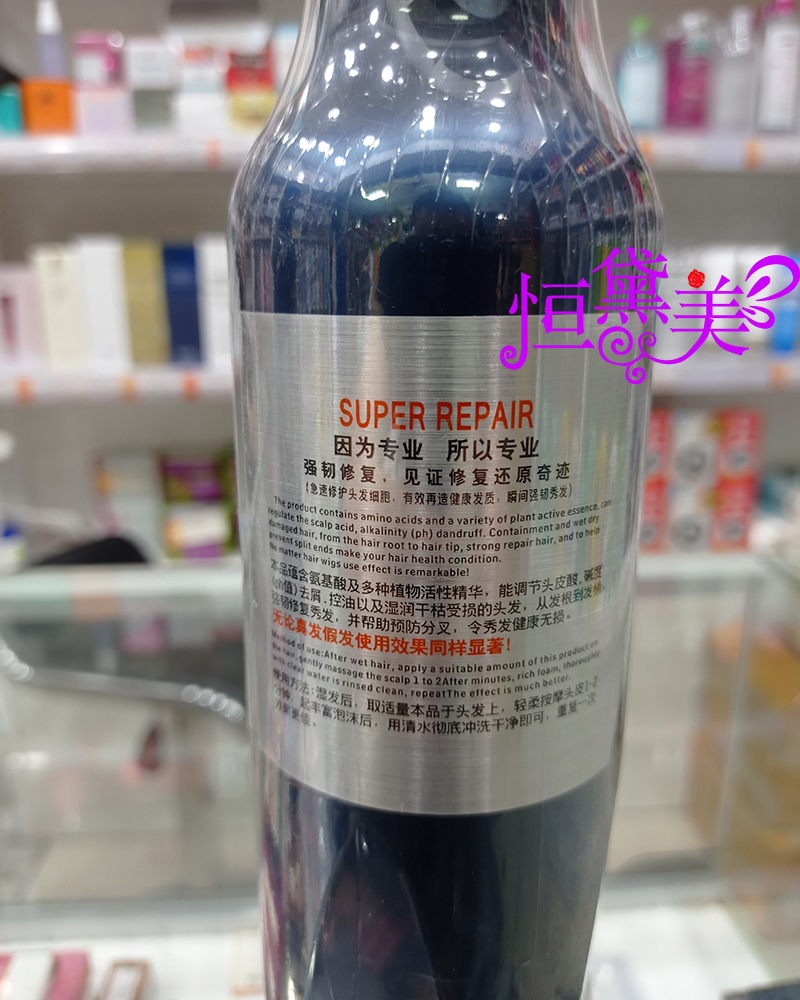 恒黛美
SUPER REPAIR
因为专业 所以专业
强韧修复，见证修复还原奇迹
(急速修护头发细胞，有效再造健康发质，瞬间强韧秀发)
The product contains amino acids and a variety of plant active essence, can
regulate the scalp acid, alkalinity (ph) dandruff. Containment and wet dry
damaged hair, from the hair root to hair tip, strong repair hair, and to help
prevent split ends make your hair health condition.
No matter hair wigs use effect is remarkable!
本品蕴含氨基酸及多种植物活性精华，能调节头皮酸.碱度
(ph值)去屑.控油以及湿润干枯受损的头发，从发根到发梢，
强韧修复秀发，并帮助预防分叉，令秀发健康无损。
无论真发假发使用效果同样显著!
Method of use:After wet hair, apply a suitable amount of this product on
the hair, gently massage the scalp 1 to 2After minutes, rich foam, thoroughly
with clear water is rinsed clean, repeatThe effect is much better.
使用方法:湿发后，取适量本品于头发上，轻柔按摩头皮1-2
分钟，起丰富泡沫后，用清水彻底冲洗干净即可，重复一次
效果更佳。